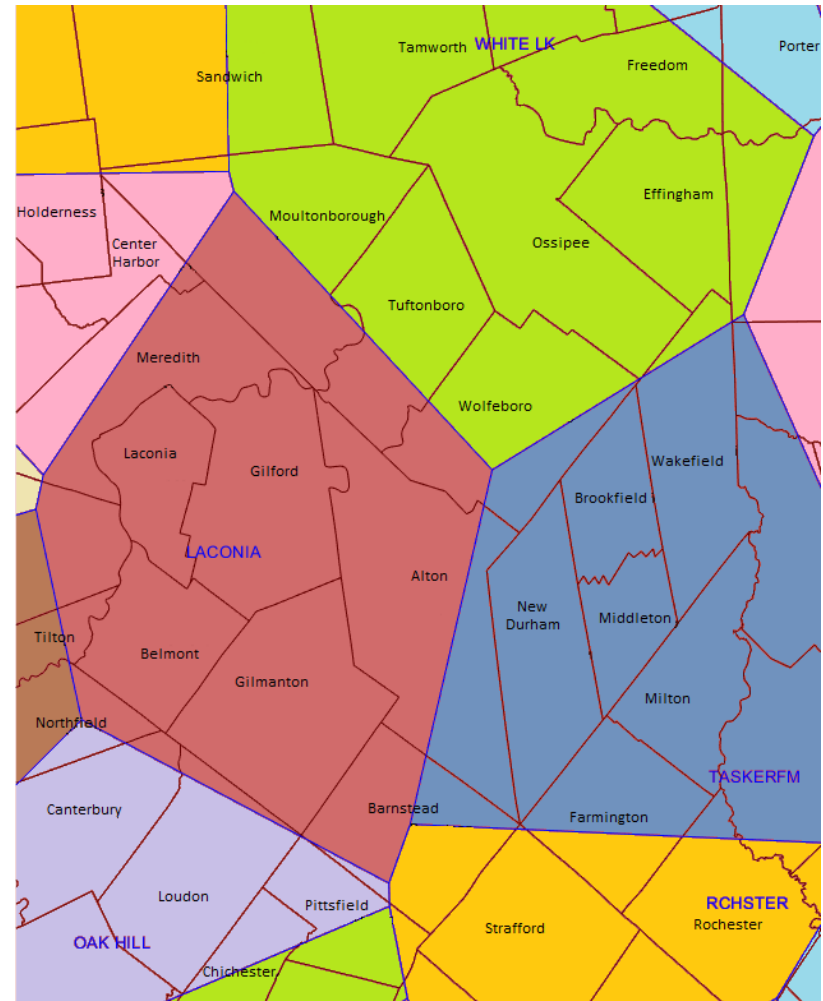 Tamworth
WHITE LK
Porter
Sandwich
Freedom
Effingham
Holderness
Moultonborough
Center
Harbor
Ossipee
Tuftonboro
Meredith
Wolfeboro
Laconia
Gilford
Wakefield
Brookfield
LACONIA
Alton
New
Durham
Middleton
Tilton
Belmont
Gilmanton
Milton
Northfield
TASKERFM
Canterbury
Barnstead
Farmington
Loudon
Pittsfield
RCHSTER
Rochester
Strafford
OAK HILL
Chichester